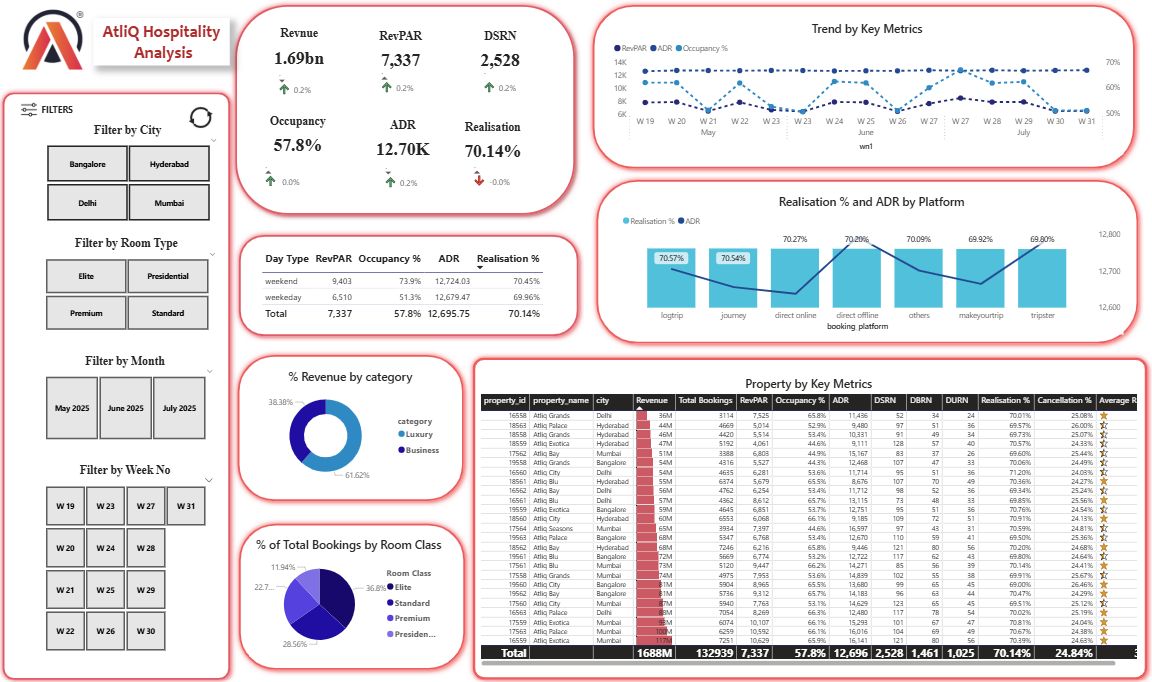 AtliQ Hospitality
Analysis
FILTERS
Filter by City
Bangalore Hyderabad
Delhi Mumbai
Filter by Room Type
Elite Presidential
Premium Standard
Filter by Month
May 2025 June 2025 July 2025
Filter by Week No
W 19 W 23 W 27 W 31
W 20 W 24 W 28
W 21 W 25 W 29
W 22 W 26 W 30
Revnue RevPAR DSRN
1.69bn 7,337 2,528
0.2% 0.2% 0.2%
Occupancy ADR Realisation
57.8% 12.70K 70.14%
0.0% 0.2% -0.0%
Day Type RevPAR Occupancy % ADR Realisation %
weekend 9,403 73.9% 12,724.03 70.45%
weekeday 6,510 51.3% 12,679.47 69.96%
Total 7,337 57.8% 12,695.75 70.14%
% Revenue by category
38.38%
61.62%
category
Luxury
Business
% of Total Bookings by Room Class
11.94%
22.7...
36.8%
28.56%
Room Class
Elite
Standard
Premium
Presiden...
Trend by Key Metrics
RevPAR ADR Occupancy %
14K
12K
10K
8K
6K
70%
60%
50%
W 19 W 20 W 21 W 22 W 23 W 23 W 24 W 25 W 26 W 27 W 27 W 28 W 29 W 30 W 31
May June July
wn1
Realisation % and ADR by Platform
Realisation % ADR
70.57% 70.54% 70.27% 70.20% 70.09% 69.92% 69.80%
12,800
12,700
12,600
logtrip journey direct online direct offline others makeyourtrip tripster
booking_platform
Property by Key Metrics
property_id property_name city Revenue Total Bookings RevPAR Occupancy % ADR DSRN DBRN DURN Realisation % Cancellation % Average R
16558 Atliq Grands Delhi 36M 3114 7,525 65.8% 11,436 52 34 24 70.01% 25.08%
18563 Atliq Palace Hyderabad 44M 4669 5,014 52.9% 9,480 97 51 36 69.57% 26.00%
18558 Atliq Grands Hyderabad 46M 4420 5,514 53.4% 10,331 91 49 34 69.73% 25.07%
18559 Atliq Exotica Hyderabad 47M 5192 4,061 44.6% 9,111 128 57 40 70.57% 24.33%
17562 Atliq Bay Mumbai 51M 3388 6,803 44.9% 15,167 83 37 26 69.60% 25.44%
19558 Atliq Grands Bangalore 54M 4316 5,527 44.3% 12,468 107 47 33 70.06% 24.49%
16560 Atliq City Delhi 54M 4635 6,281 53.6% 11,714 95 51 36 71.20% 24.03%
18561 Atliq Blu Hyderabad 55M 6374 5,679 65.5% 8,676 107 70 49 70.36% 24.27%
16562 Atliq Bay Delhi 56M 4762 6,254 53.4% 11,712 98 52 36 69.34% 25.24%
16561 Atliq Blu Delhi 57M 4362 8,612 65.7% 13,115 73 48 33 69.85% 25.56%
19559 Atliq Exotica Bangalore 59M 4645 6,851 53.7% 12,751 95 51 36 70.76% 24.54%
18560 Atliq City Hyderabad 60M 6553 6,068 66.1% 9,185 109 72 51 70.91% 24.13%
17564 Atliq Seasons Mumbai 65M 3934 7,397 44.6% 16,597 97 43 31 70.59% 24.81%
19563 Atliq Palace Bangalore 68M 5347 6,768 53.4% 12,670 110 59 41 69.50% 25.36%
18562 Atliq Bay Hyderabad 68M 7246 6,216 65.8% 9,446 121 80 56 70.20% 24.68%
19561 Atliq Blu Bangalore 72M 5669 6,774 53.2% 12,722 117 62 43 69.80% 24.64%
17561 Atliq Blu Mumbai 73M 5120 9,447 66.2% 14,271 85 56 39 70.14% 24.41%
17558 Atliq Grands Mumbai 74M 4975 7,953 53.6% 14,839 102 55 38 69.91% 25.67%
19560 Atliq City Bangalore 81M 5904 8,965 65.5% 13,680 99 65 45 69.00% 26.46%
19562 Atliq Bay Bangalore 81M 5736 9,312 65.7% 14,183 96 63 44 70.47% 24.29%
17560 Atliq City Mumbai 87M 5940 7,763 53.1% 14,629 123 65 45 69.51% 25.12%
16563 Atliq Palace Delhi 88M 7054 8,269 66.3% 12,480 117 78 54 70.02% 25.19%
16559 Atliq Exotica Mumbai 93M 6074 10,107 66.1% 15,293 101 67 47 70.81% 24.04%
17563 Atliq Palace Mumbai 100M 6259 10,592 66.1% 16,016 104 69 49 70.67% 24.38%
16559 Atliq Exotica Mumbai 117M 7251 10,629 65.9% 16,141 121 80 56 70.39% 24.63%
Total 1688M 132939 7,337 57.8% 12,696 2,528 1,461 1,025 70.14% 24.84%